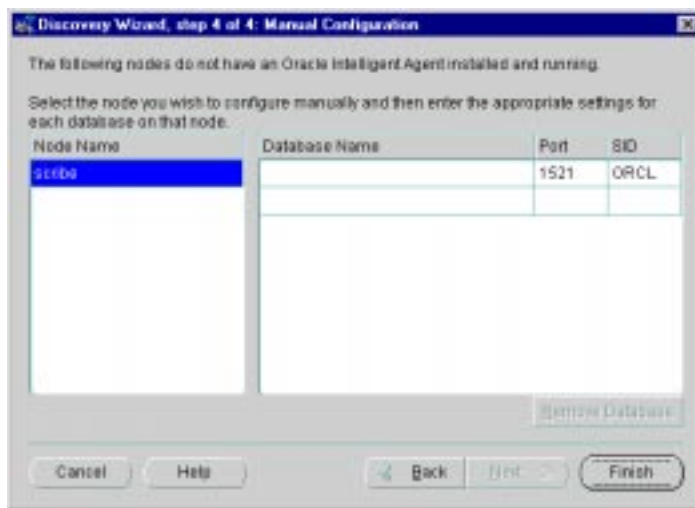 Discovery Wizard, step 4 of 4: Manual Configuration
The following nodes do not have an Oracle Intelligent Agent installed and running.
Select the node you wish to configure manually and then enter the appropriate settings for
each database on that node.
Node Name Database Name Port SID
scribe 1521 ORCL
Remove Database
Cancel Help Back Next Finish